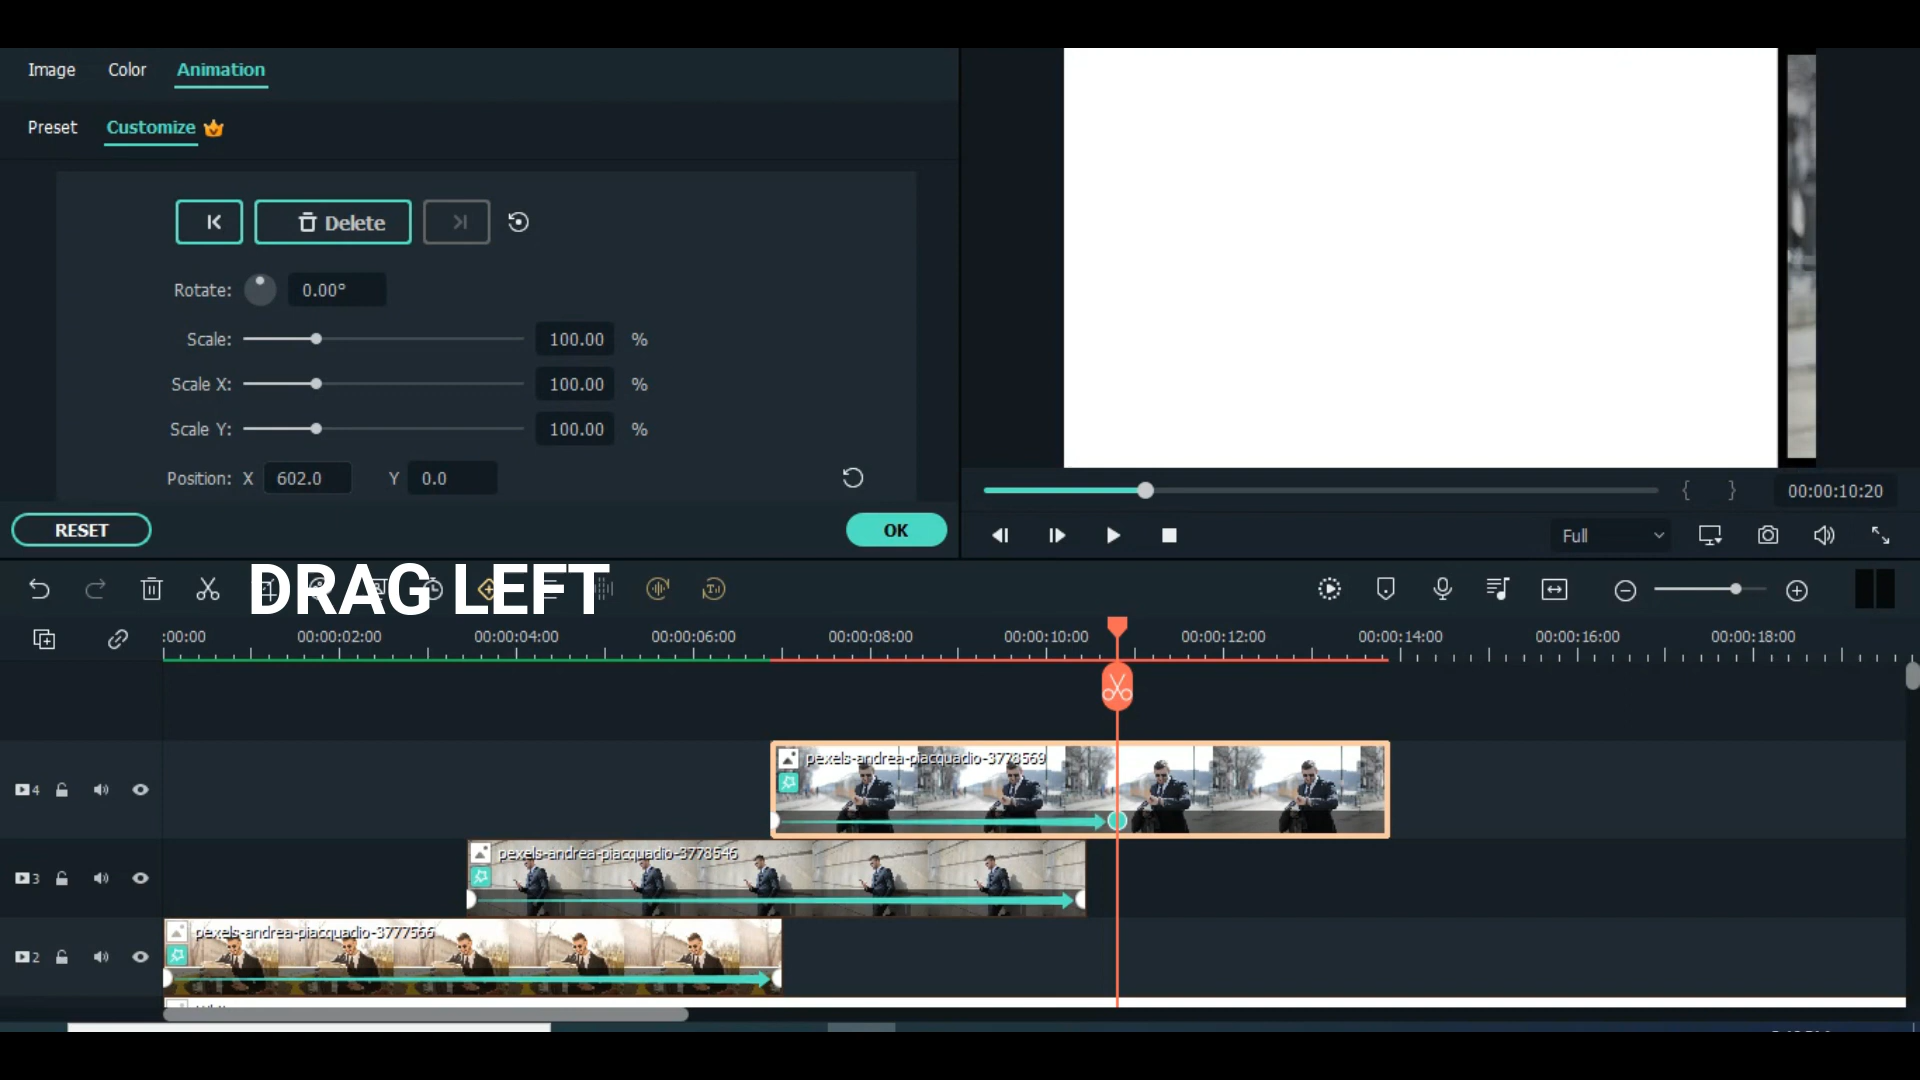 Image Color Animation
Preset Customize
Delete
Rotate: 0.00°
Scale: 100.00 %
Scale X: 100.00 %
Scale Y: 100.00 %
Position: X 602.0 Y 0.0
RESET OK
{ } 00:00:10:20
Full
DRAG LEFT
:00:00 00:00:02:00 00:00:04:00 00:00:06:00 00:00:08:00 00:00:10:00 00:00:12:00 00:00:14:00 00:00:16:00 00:00:18:00
4 pexels-andrea-piacquadio-3778569
3 pexels-andrea-piacquadio-3778546
2 pexels-andrea-piacquadio-3777566